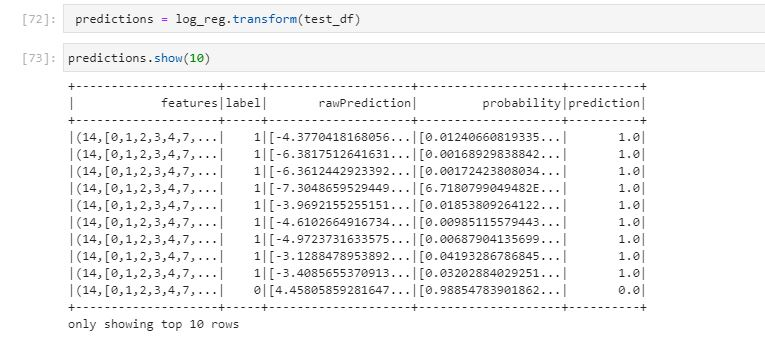 [72]: predictions = log_reg.transform(test_df)
[73]: predictions.show(10)
+--------------------+-----+--------------------+--------------------+----------+
|            features|label|       rawPrediction|         probability|prediction|
+--------------------+-----+--------------------+--------------------+----------+
|(14,[0,1,2,3,4,7,...|    1|[-4.3770418168056...|[0.01240660819335...|       1.0|
|(14,[0,1,2,3,4,7,...|    1|[-6.3817512641631...|[0.00168929838842...|       1.0|
|(14,[0,1,2,3,4,7,...|    1|[-6.3612442923392...|[0.00172423808034...|       1.0|
|(14,[0,1,2,3,4,7,...|    1|[-7.3048659529449...|[6.7180799049482E...|       1.0|
|(14,[0,1,2,3,4,7,...|    1|[-3.9692155255151...|[0.01853809264122...|       1.0|
|(14,[0,1,2,3,4,7,...|    1|[-4.6102664916734...|[0.00985115579443...|       1.0|
|(14,[0,1,2,3,4,7,...|    1|[-4.9723731633575...|[0.00687904135699...|       1.0|
|(14,[0,1,2,3,4,7,...|    1|[-3.1288478953892...|[0.04193286786845...|       1.0|
|(14,[0,1,2,3,4,7,...|    1|[-3.4085655370913...|[0.03202884029251...|       1.0|
|(14,[0,1,2,3,4,7,...|    0|[4.45805859281647...|[0.98854783901862...|       0.0|
+--------------------+-----+--------------------+--------------------+----------+
only showing top 10 rows